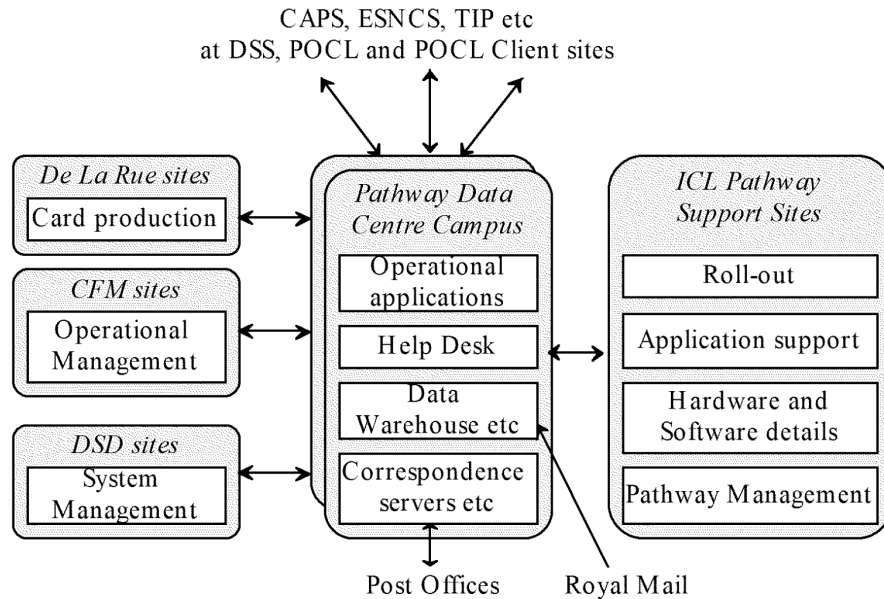 CAPS, ESNCS, TIP etc
at DSS, POCL and POCL Client sites
De La Rue sites
Card production
CFM sites
Operational
Management
DSD sites
System
Management
Pathway Data
Centre Campus
Operational
applications
Help Desk
Data
Warehouse etc
Correspondence
servers etc
ICL Pathway
Support Sites
Roll-out
Application support
Hardware and
Software details
Pathway Management
Post Offices
Royal Mail